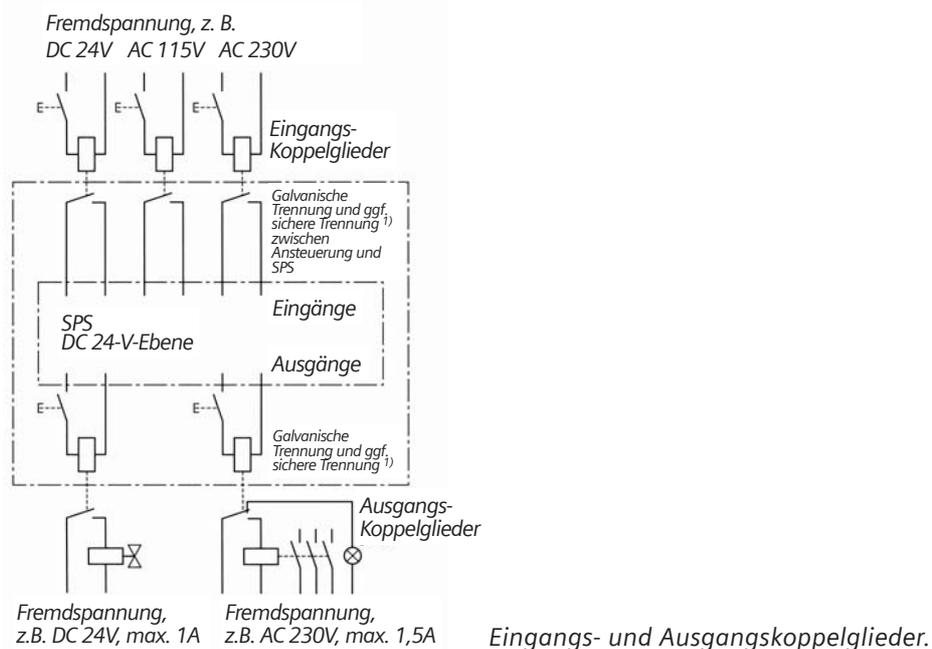 Fremdspannung, z. B.
DC 24V AC 115V AC 230V
E
E
E
Eingangs-
Koppelglieder
Galvanische
Trennung und ggf.
sichere Trennung 1)
zwischen
Ansteuerung und
SPS
Eingänge
SPS
DC 24-V-Ebene
Ausgänge
E
E
Galvanische
Trennung und ggf.
sichere Trennung 1)
Ausgangs-
Koppelglieder
Fremdspannung,
z.B. DC 24V, max. 1A
Fremdspannung,
z.B. AC 230V, max. 1,5A
Eingangs- und Ausgangskoppelglieder.